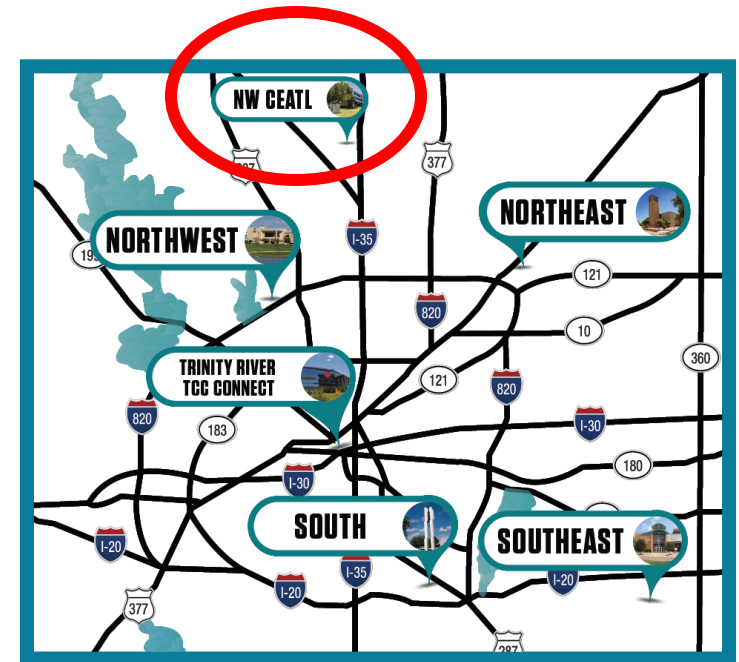 NW CEATL
377
NORTHEAST
NORTHWEST
I-35
121
820
10
360
TRINITY RIVER
TCC CONNECT
121
820
820
183
I-30
180
I-30
SOUTH
SOUTHEAST
I-20
I-35
I-20
I-20
377
287